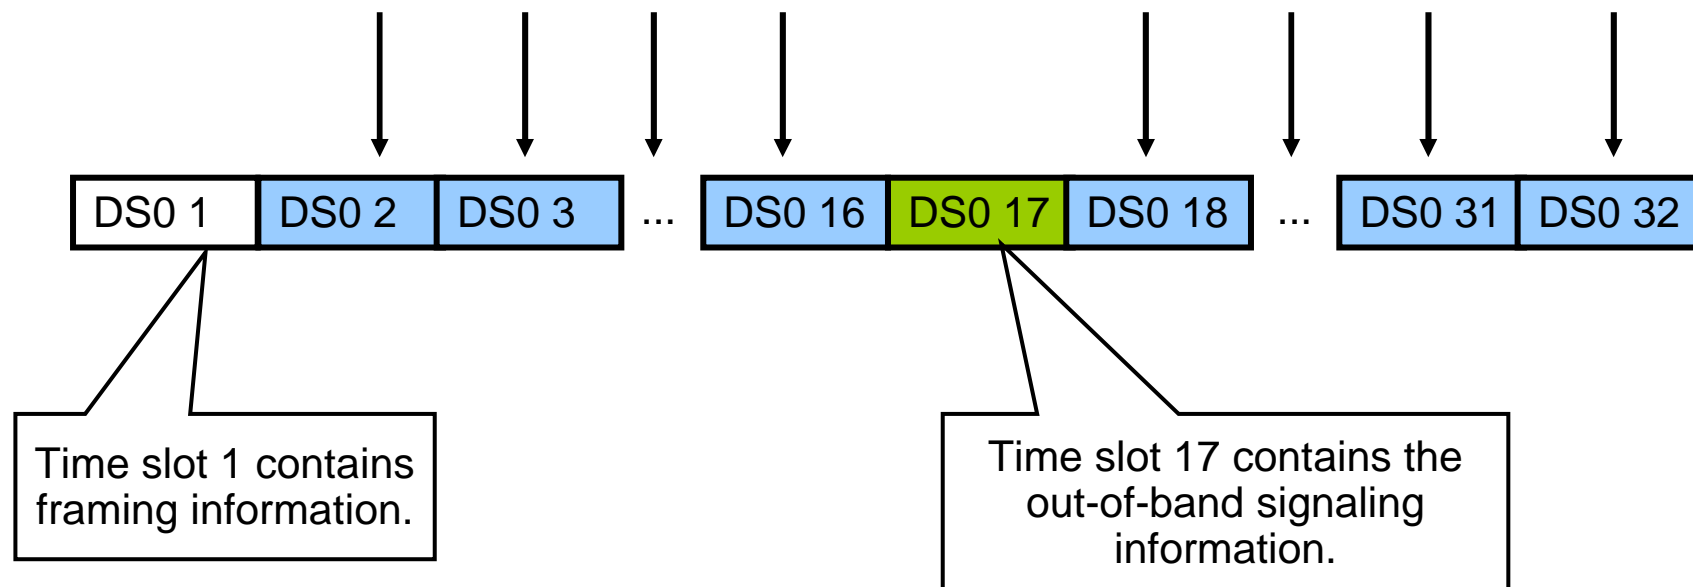 DS0 1 DS0 2 DS0 3 ... DS0 16 DS0 17 DS0 18 ... DS0 31 DS0 32
Time slot 1 contains
framing information.
Time slot 17 contains the
out-of-band signaling
information.